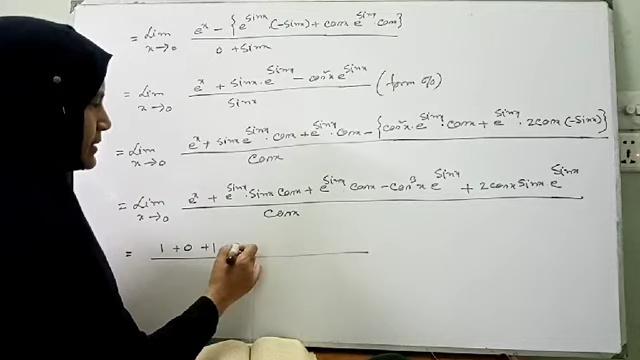 = Lim x→0 e^x - {e^sinx (-sinx) + cosx e^sinx · cosx} / 0 + sinx
= Lim x→0 e^x + sinx · e^sinx - cos²x e^sinx / sinx (form 0/0)
= Lim x→0 e^x + sinx e^sinx · cosx + e^sinx · cosx - {cos²x · e^sinx · cosx + e^sinx · 2cosx (-sinx)} / cosx
= Lim x→0 e^x + e^sinx · sinx cosx + e^sinx cosx - cos³x e^sinx + 2cosx sinx e^sinx / cosx
= 1 + 0 + 1